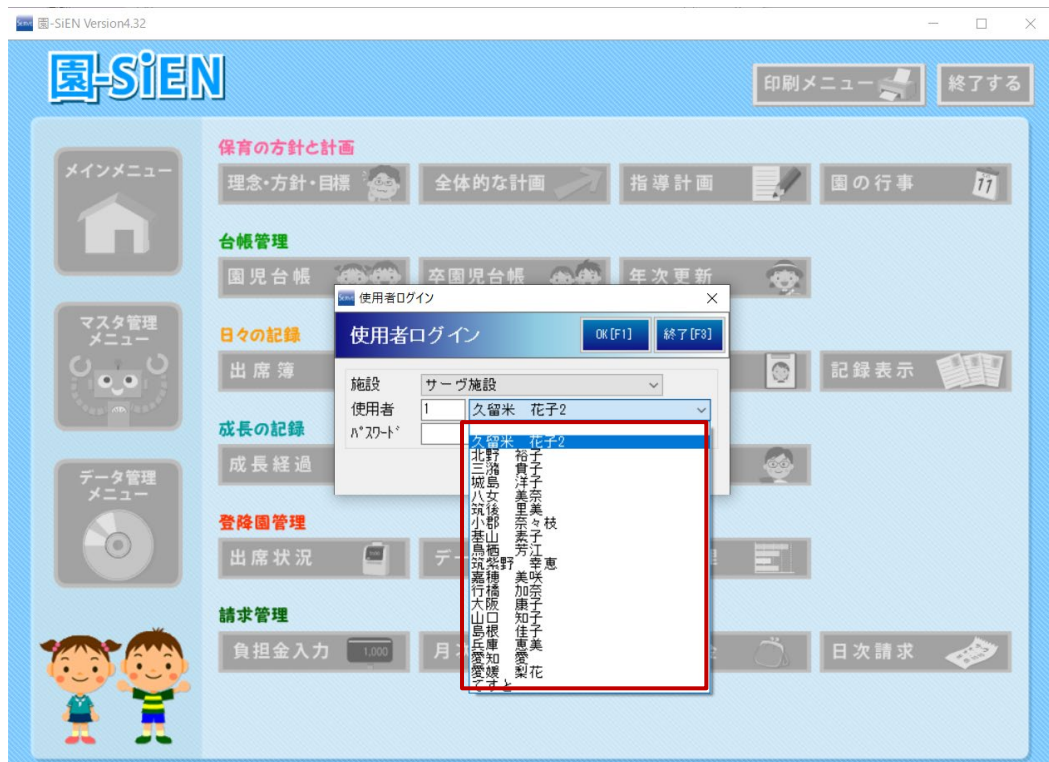 園-SiEN Version4.32
園-SiEN
印刷メニュー
終了する
メインメニュー
マスタ管理
メニュー
データ管理
メニュー
保育の方針と計画
理念・方針・目標
全体的な計画
指導計画
園の行事
11
台帳管理
園児台帳
卒園児台帳
年次更新
日々の記録
出席簿
記録表示
成長の記録
成長経過
登降園管理
出席状況
デー
請求管理
負担金入力
1,000
日次請求
使用者ログイン
使用者ログイン
OK[F1]
終了[F3]
施設
サーヴ施設
使用者
1
久留米 花子2
パスワード
久留米 花子2
北野 裕子
三潴 貴子
城島 洋子
八女 美奈
筑後 里美
小郡 奈々枝
基山 素子
鳥栖 芳江
筑紫野 幸恵
嘉穂 美咲
行橋 加奈
大阪 康子
山口 知子
島根 佳子
兵庫 恵美
愛知 愛
愛媛 梨花
てすと